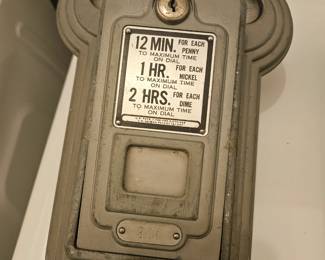 12 MIN. FOR EACH PENNY
TO MAXIMUM TIME
ON DIAL
1 HR. FOR EACH NICKEL
TO MAXIMUM TIME
ON DIAL
2 HRS. FOR EACH DIME
TO MAXIMUM TIME
ON DIAL